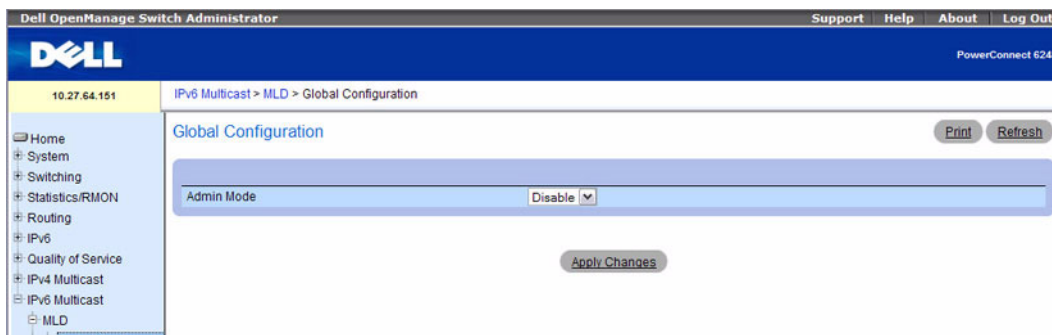 Dell OpenManage Switch Administrator
Support Help About Log Out
DELL
PowerConnect 624
10.27.64.151
IPv6 Multicast > MLD > Global Configuration
Home
System
Switching
Statistics/RMON
Routing
IPv6
Quality of Service
IPv4 Multicast
IPv6 Multicast
MLD
Global Configuration
Print
Refresh
Admin Mode
Disable
Apply Changes